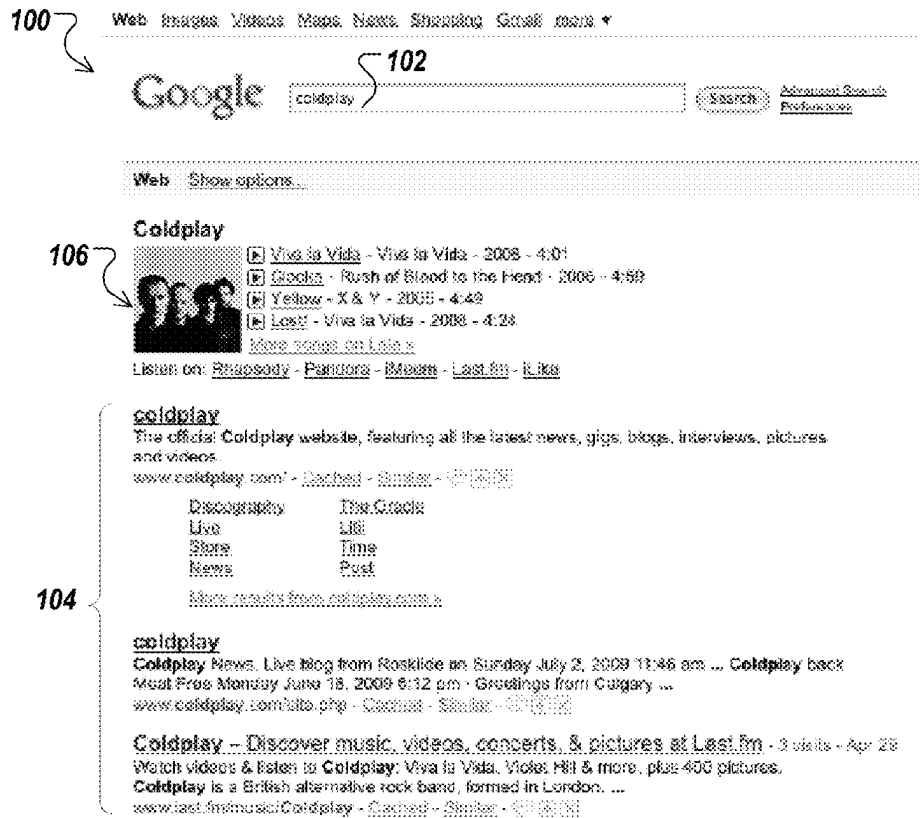 100 Web Images Videos Maps News Shopping Gmail more ▼
102
Google coldplay Search Advanced Search
Preferences
Web Show options...
Coldplay
106
Viva la Vida - Viva la Vida - 2008 - 4:01
Clocks - Rush of Blood to the Head - 2006 - 4:59
Yellow - X & Y - 2005 - 4:49
Lost! - Viva la Vida - 2008 - 4:24
More songs on Lala »
Listen on: Rhapsody - Pandora - iMeem - Last.fm - iLike
coldplay
The official Coldplay website, featuring all the latest news, gigs, blogs, interviews, pictures
and videos.
www.coldplay.com/ - Cached - Similar -
Discography The Oracle
Live Litl
Store Time
News Post
More results from coldplay.com »
104
coldplay
Coldplay News. Live blog from Roskilde on Sunday July 2, 2009 11:46 am ... Coldplay back
Meat Free Monday June 18, 2009 6:12 pm · Greetings from Calgary ...
www.coldplay.com/site.php - Cached - Similar -
Coldplay – Discover music, videos, concerts, & pictures at Last.fm - 3 visits - Apr 29
Watch videos & listen to Coldplay: Viva la Vida, Violet Hill & more, plus 400 pictures.
Coldplay is a British alternative rock band, formed in London. ...
www.last.fm/music/Coldplay - Cached - Similar -